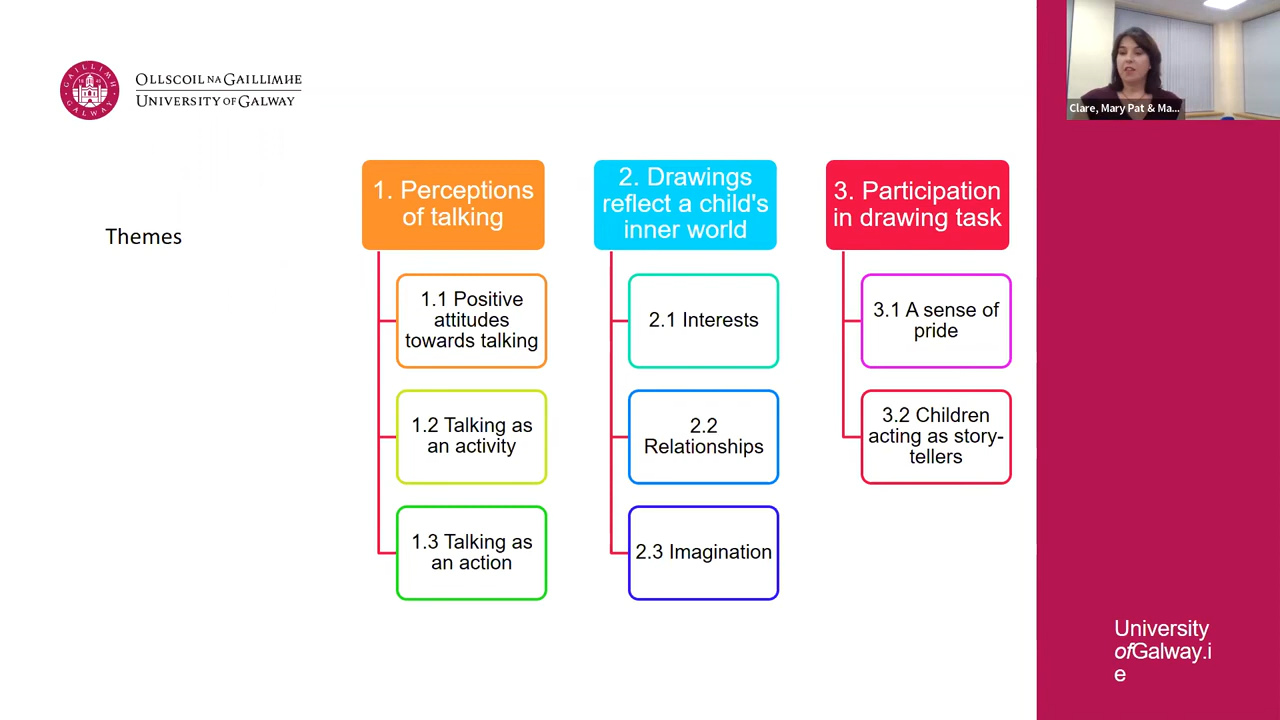 OLLSCOIL NA GAILLIMHE
UNIVERSITY OF GALWAY
Themes
1. Perceptions
of talking
1.1 Positive
attitudes
towards talking
1.2 Talking as
an activity
1.3 Talking as
an action
2. Drawings
reflect a child's
inner world
2.1 Interests
2.2
Relationships
2.3 Imagination
3. Participation
in drawing task
3.1 A sense of
pride
3.2 Children
acting as story-
tellers
Clare, Mary Pat & Ma...
University
ofGalway.i
e